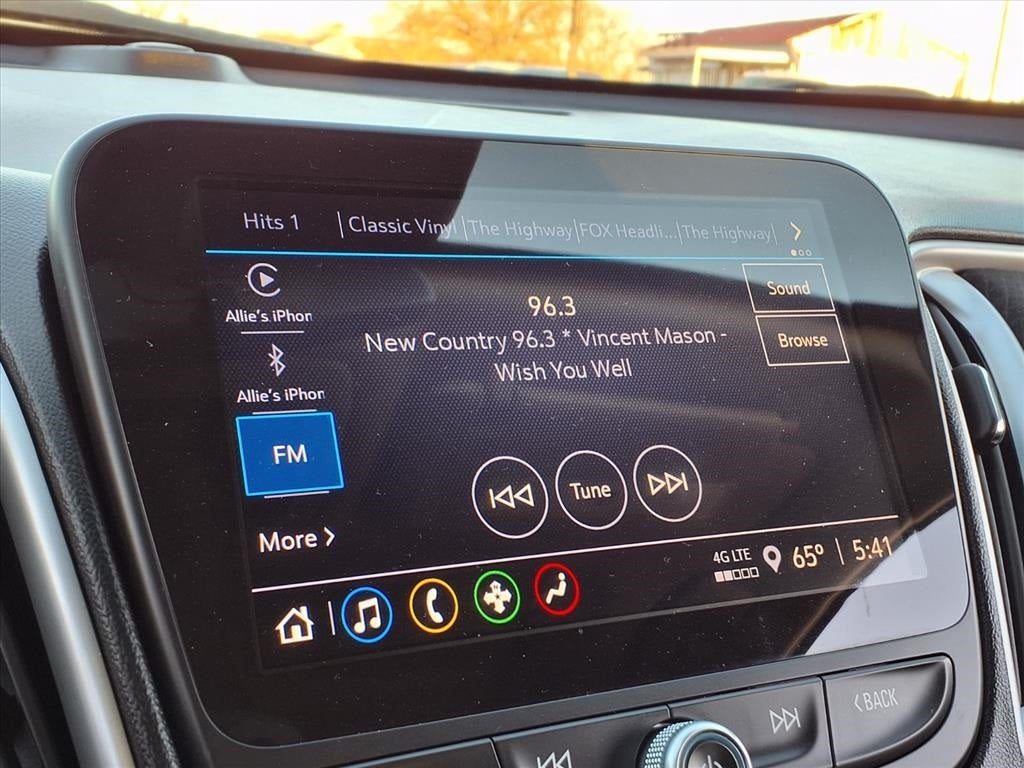 Hits 1 | Classic Vinyl | The Highway | FOX Headli... | The Highway |
Allie's iPhon
Allie's iPhon
FM
More
96.3
New Country 96.3 * Vincent Mason -
Wish You Well
Sound
Browse
Tune
4G LTE
65° | 5:41
BACK